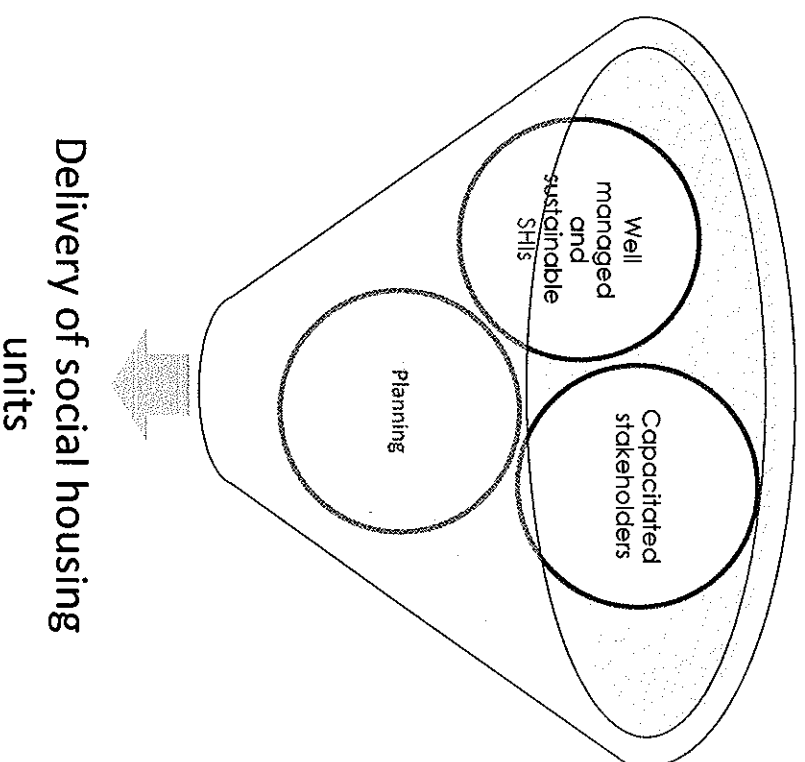 Well
managed
and
sustainable
SHIs
Capacitated
stakeholders
Planning
Delivery of social housing
units